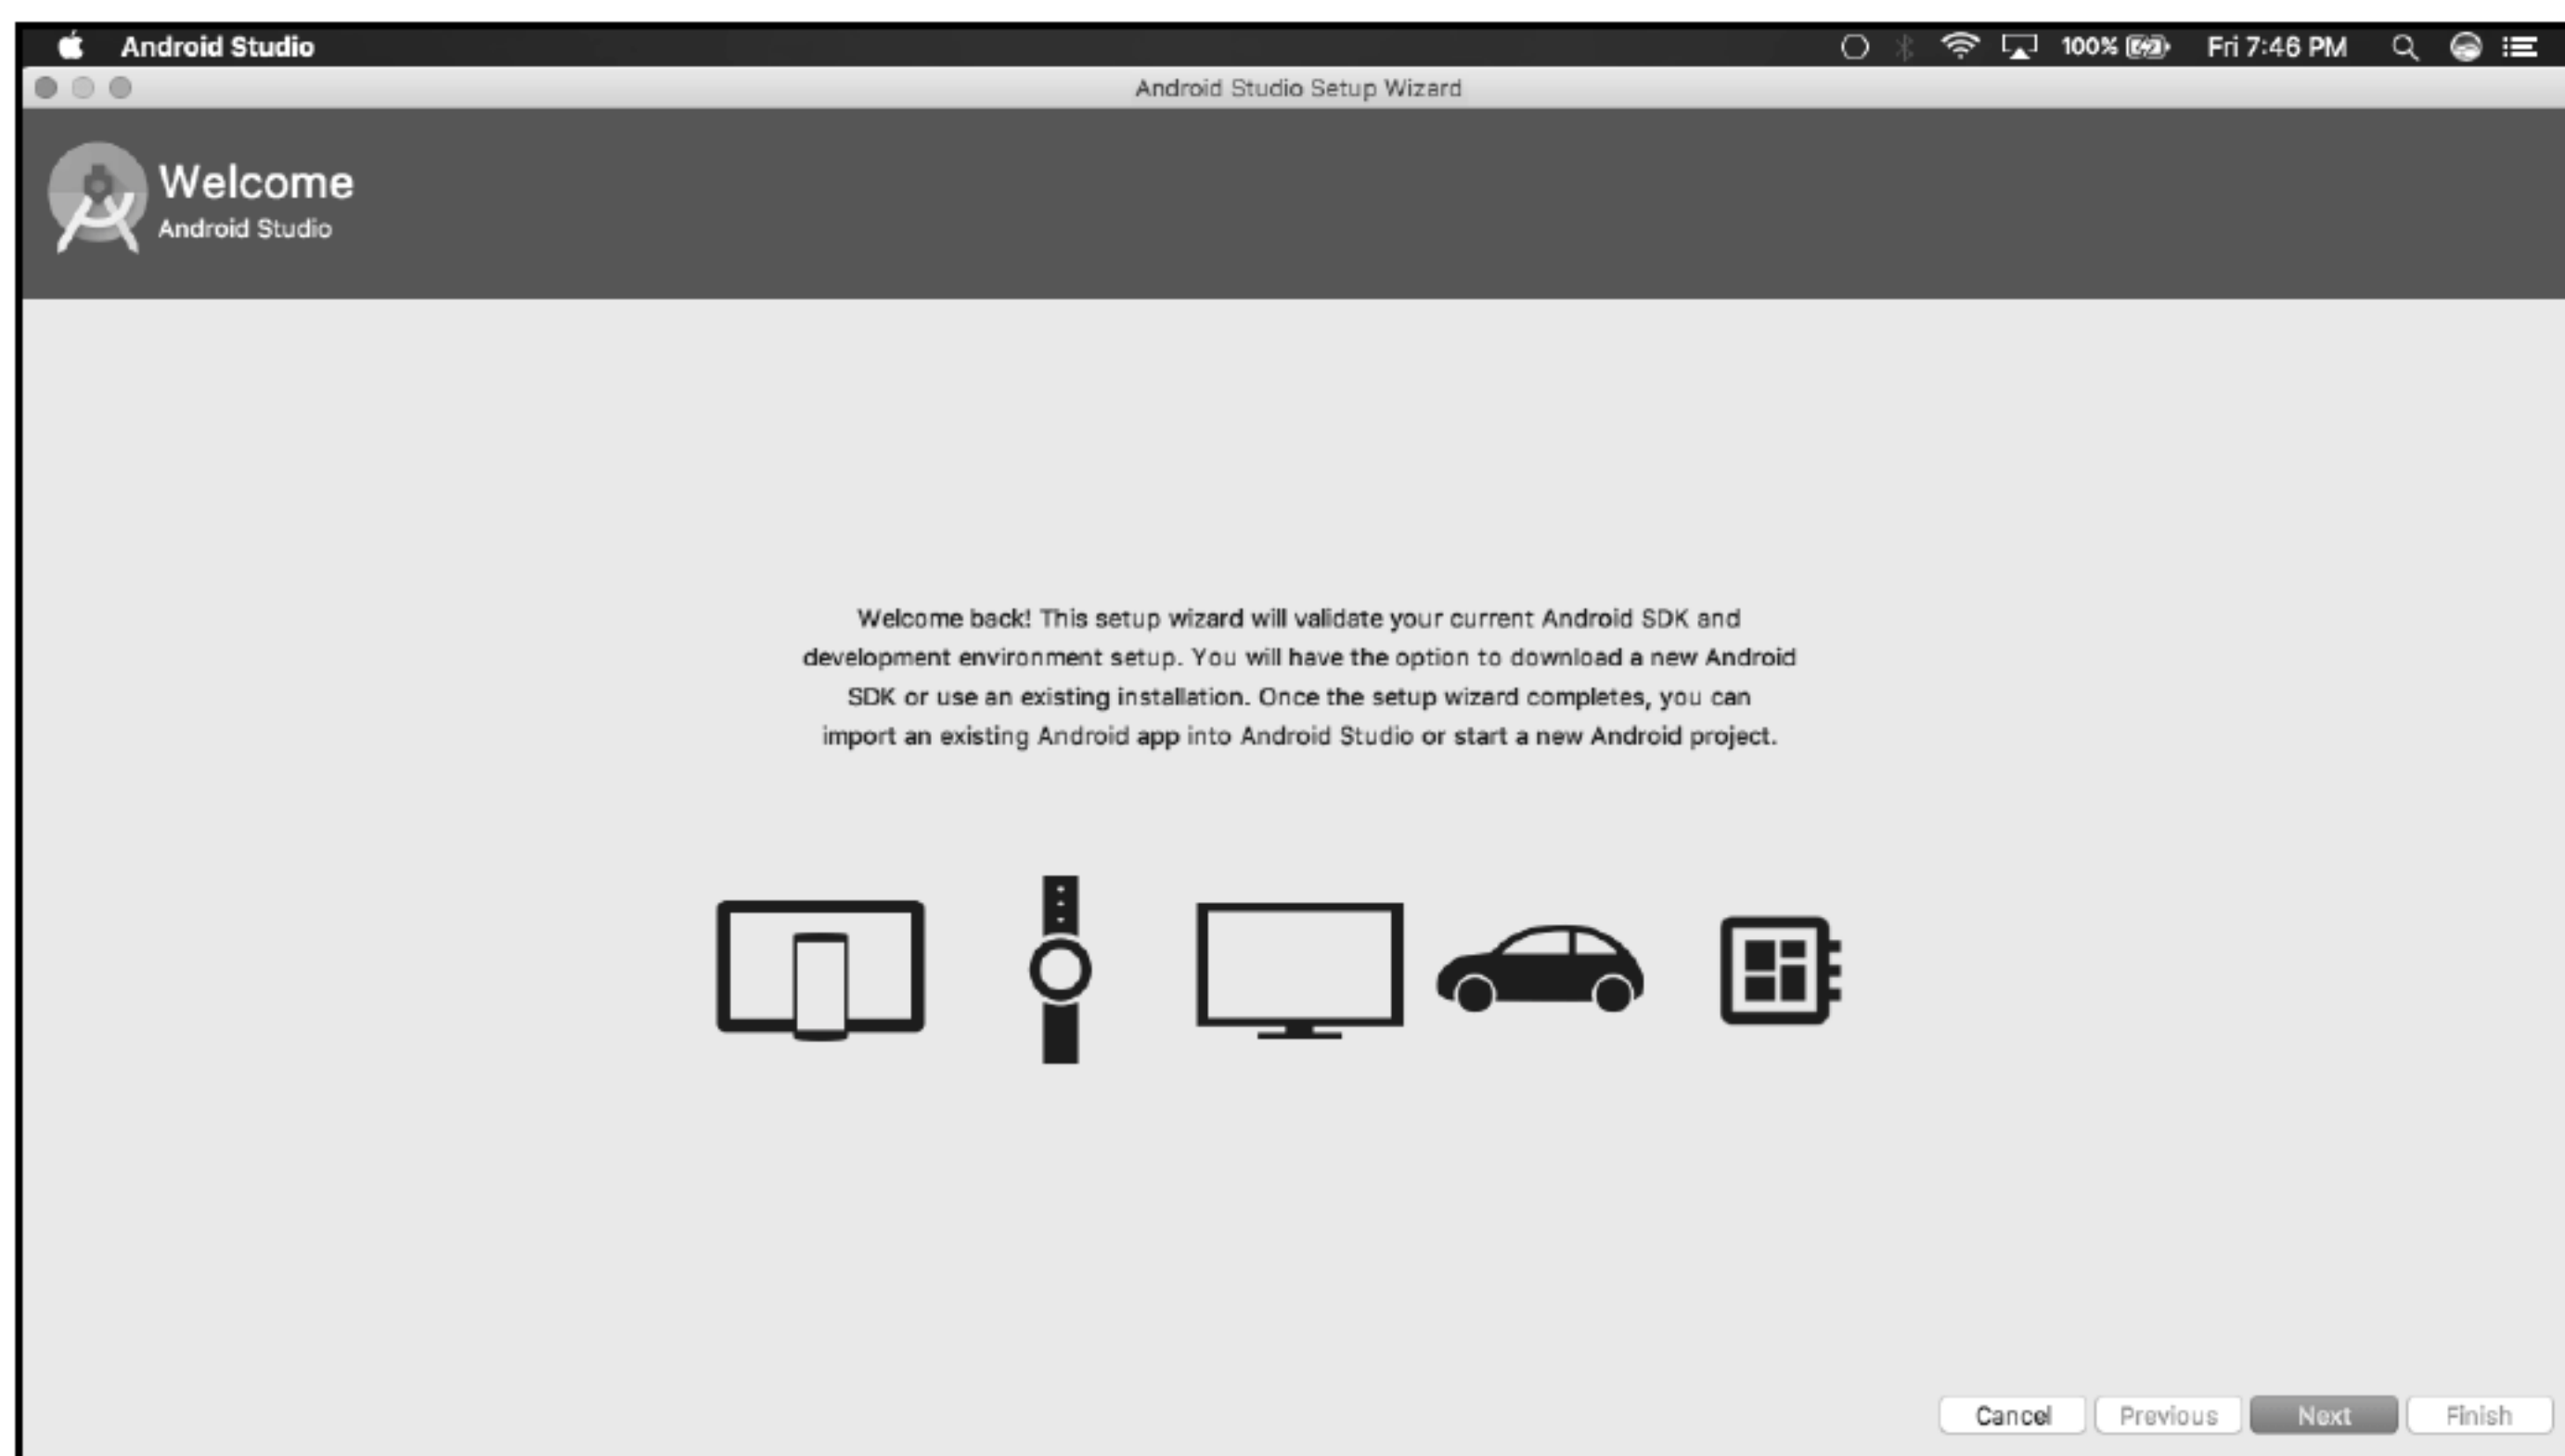 Android Studio
100%
Fri 7:46 PM
Android Studio Setup Wizard
Welcome
Android Studio
Welcome back! This setup wizard will validate your current Android SDK and
development environment setup. You will have the option to download a new Android
SDK or use an existing installation. Once the setup wizard completes, you can
import an existing Android app into Android Studio or start a new Android project.
Cancel
Previous
Next
Finish